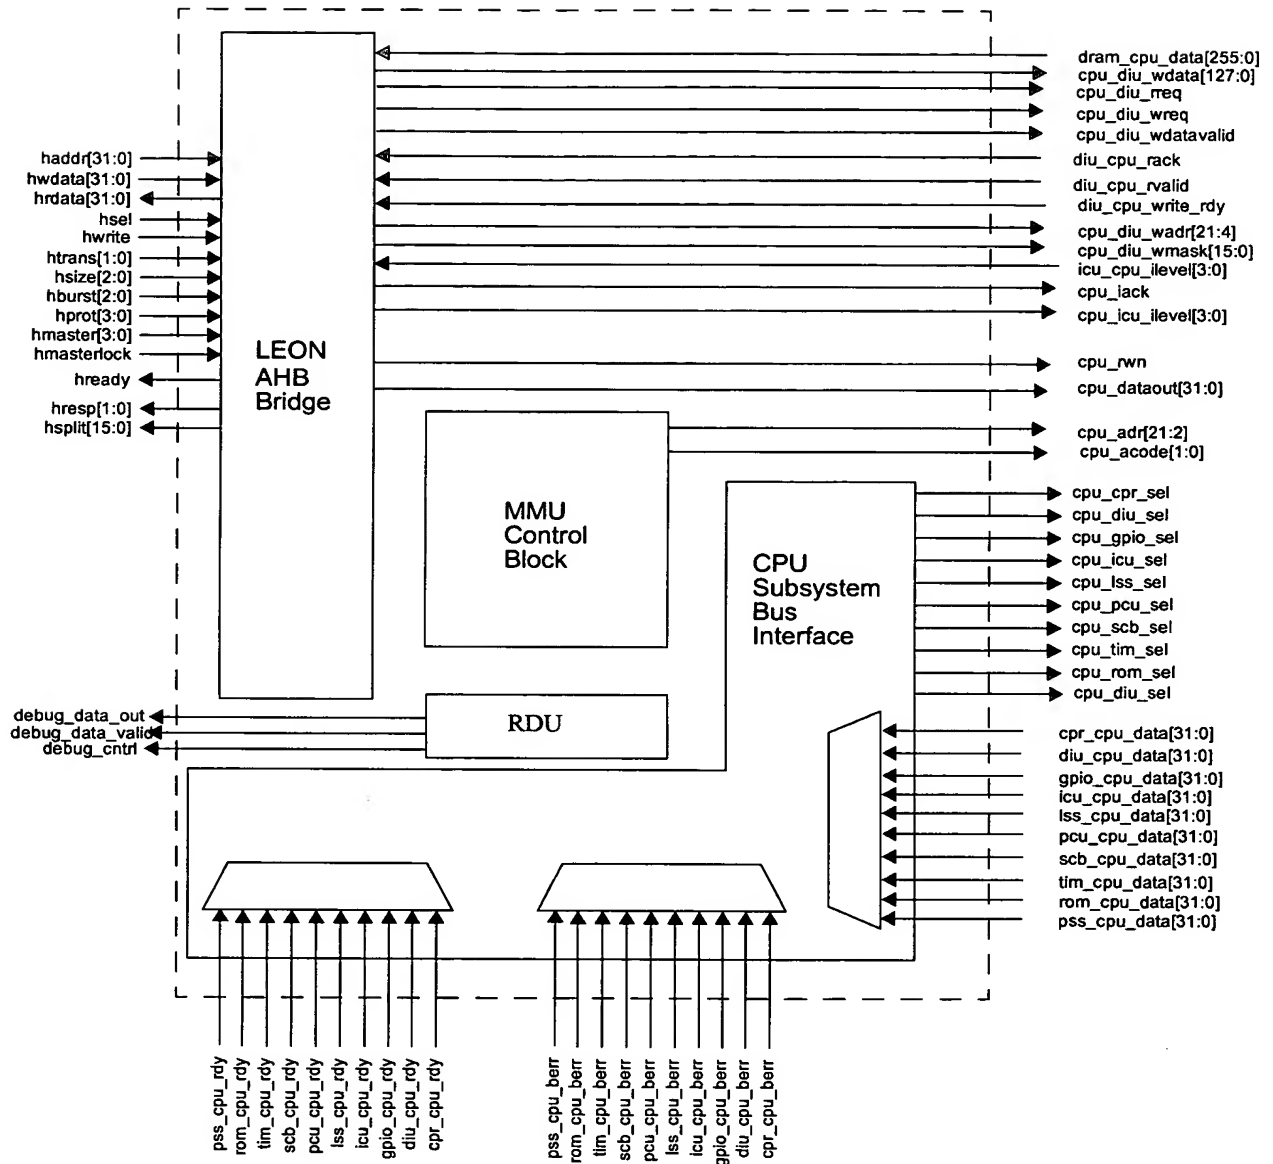 haddr[31:0]
hwdata[31:0]
hrdata[31:0]
hsel
hwrite
htrans[1:0]
hsize[2:0]
hburst[2:0]
hprot[3:0]
hmaster[3:0]
hmasterlock
hready
hresp[1:0]
hsplit[15:0]
debug_data_out
debug_data_valid
debug_cntrl
LEON
AHB
Bridge
MMU
Control
Block
RDU
CPU
Subsystem
Bus
Interface
dram_cpu_data[255:0]
cpu_diu_wdata[127:0]
cpu_diu_rreq
cpu_diu_wreq
cpu_diu_wdatavalid
diu_cpu_rack
diu_cpu_rvalid
diu_cpu_write_rdy
cpu_diu_wadr[21:4]
cpu_diu_wmask[15:0]
icu_cpu_ilevel[3:0]
cpu_iack
cpu_icu_ilevel[3:0]
cpu_rwn
cpu_dataout[31:0]
cpu_adr[21:2]
cpu_acode[1:0]
cpu_cpr_sel
cpu_diu_sel
cpu_gpio_sel
cpu_icu_sel
cpu_lss_sel
cpu_pcu_sel
cpu_scb_sel
cpu_tim_sel
cpu_rom_sel
cpu_diu_sel
cpr_cpu_data[31:0]
diu_cpu_data[31:0]
gpio_cpu_data[31:0]
icu_cpu_data[31:0]
lss_cpu_data[31:0]
pcu_cpu_data[31:0]
scb_cpu_data[31:0]
tim_cpu_data[31:0]
rom_cpu_data[31:0]
pss_cpu_data[31:0]
pss_cpu_rdy
rom_cpu_rdy
tim_cpu_rdy
scb_cpu_rdy
pcu_cpu_rdy
lss_cpu_rdy
icu_cpu_rdy
gpio_cpu_rdy
diu_cpu_rdy
cpr_cpu_rdy
pss_cpu_berr
rom_cpu_berr
tim_cpu_berr
scb_cpu_berr
pcu_cpu_berr
lss_cpu_berr
icu_cpu_berr
gpio_cpu_berr
diu_cpu_berr
cpr_cpu_berr